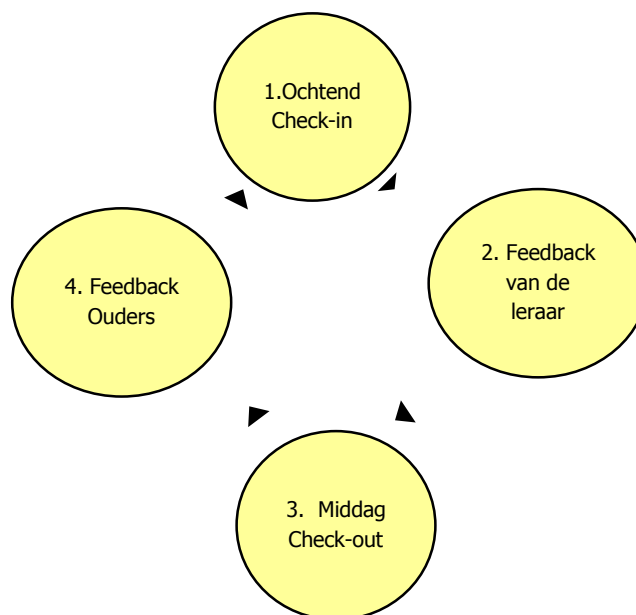 1.Ochtend
Check-in
2. Feedback
van de
leraar
3.  Middag
Check-out
4. Feedback
Ouders